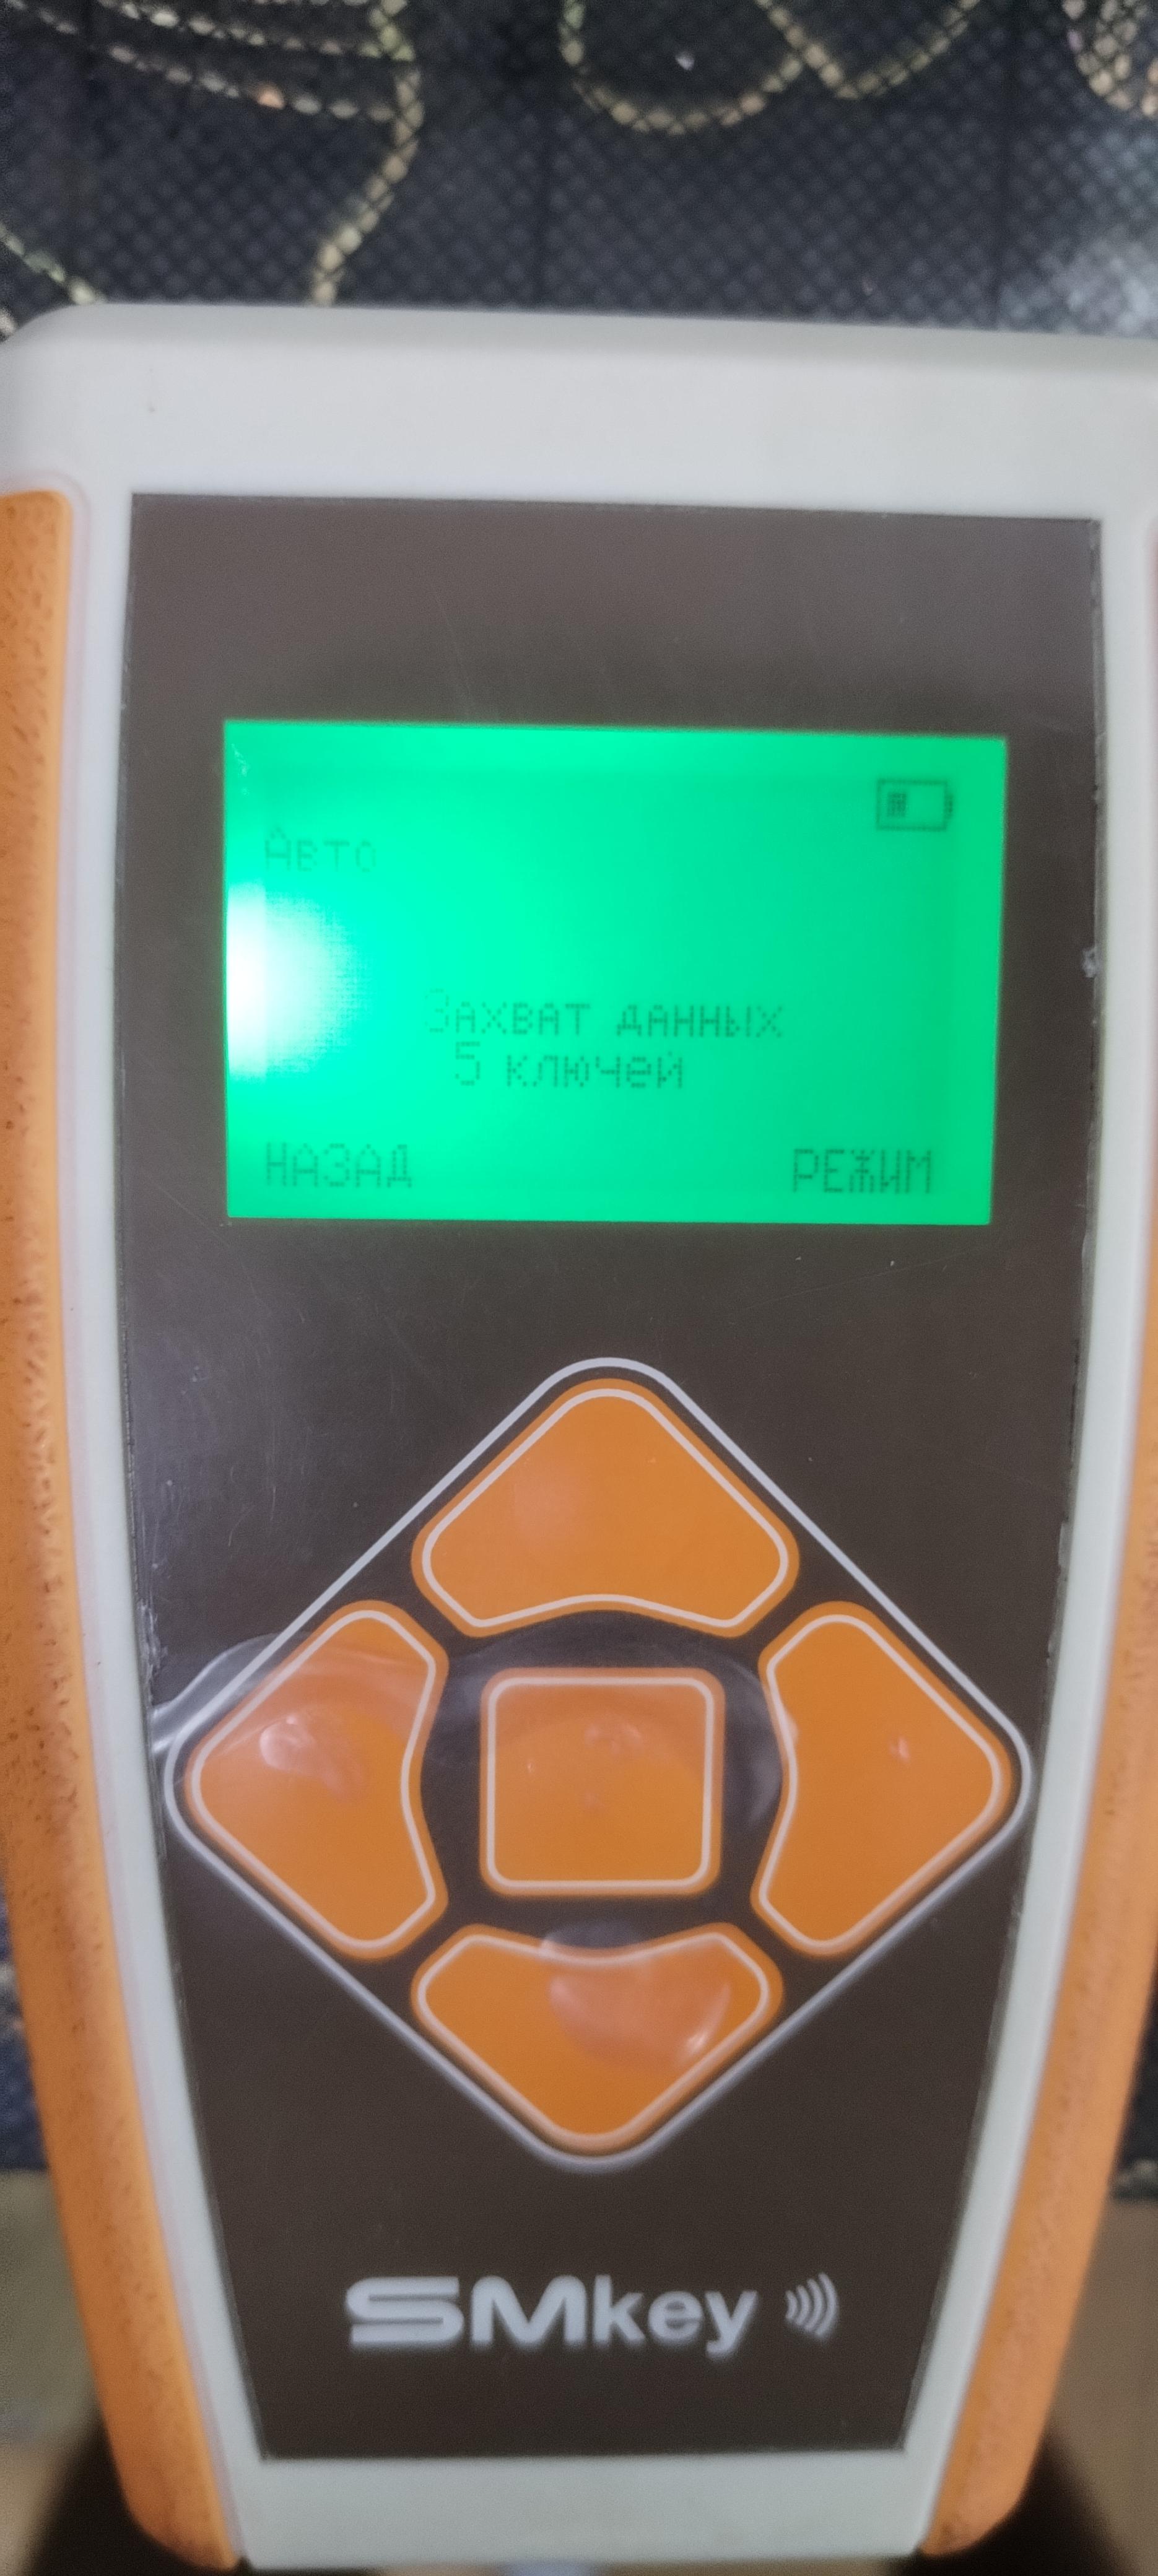 Авто
Захват данных
5 ключей
НАЗАД
РЕЖИМ
SMkey